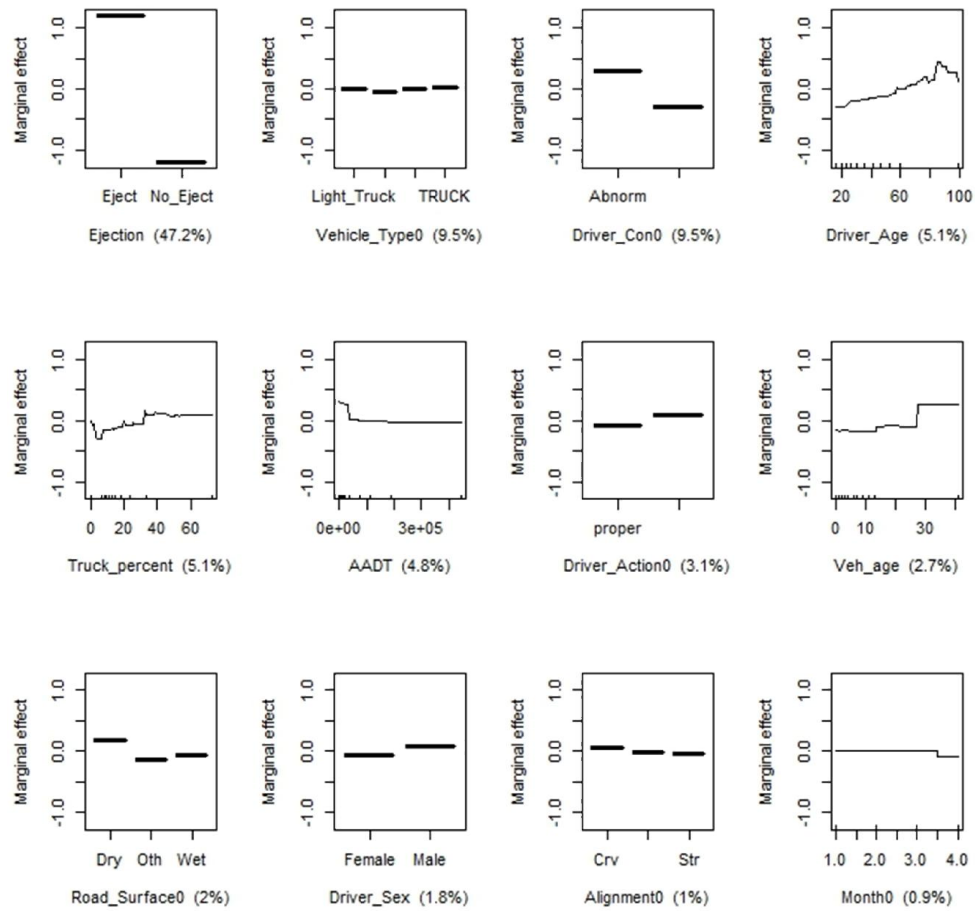 Marginal effect
1.0
0.0
-1.0
Eject No_Eject
Ejection (47.2%)
Marginal effect
1.0
0.0
-1.0
Light_Truck TRUCK
Vehicle_Type0 (9.5%)
Marginal effect
1.0
0.0
-1.0
Abnorm
Driver_Con0 (9.5%)
Marginal effect
1.0
0.0
-1.0
20 60 100
Driver_Age (5.1%)
Marginal effect
1.0
0.0
-1.0
0 20 40 60
Truck_percent (5.1%)
Marginal effect
1.0
0.0
-1.0
0e+00 3e+05
AADT (4.8%)
Marginal effect
1.0
0.0
-1.0
proper
Driver_Action0 (3.1%)
Marginal effect
1.0
0.0
-1.0
0 10 30
Veh_age (2.7%)
Marginal effect
1.0
0.0
-1.0
Dry Oth Wet
Road_Surface0 (2%)
Marginal effect
1.0
0.0
-1.0
Female Male
Driver_Sex (1.8%)
Marginal effect
1.0
0.0
-1.0
Crv Str
Alignment0 (1%)
Marginal effect
1.0
0.0
-1.0
1.0 2.0 3.0 4.0
Month0 (0.9%)